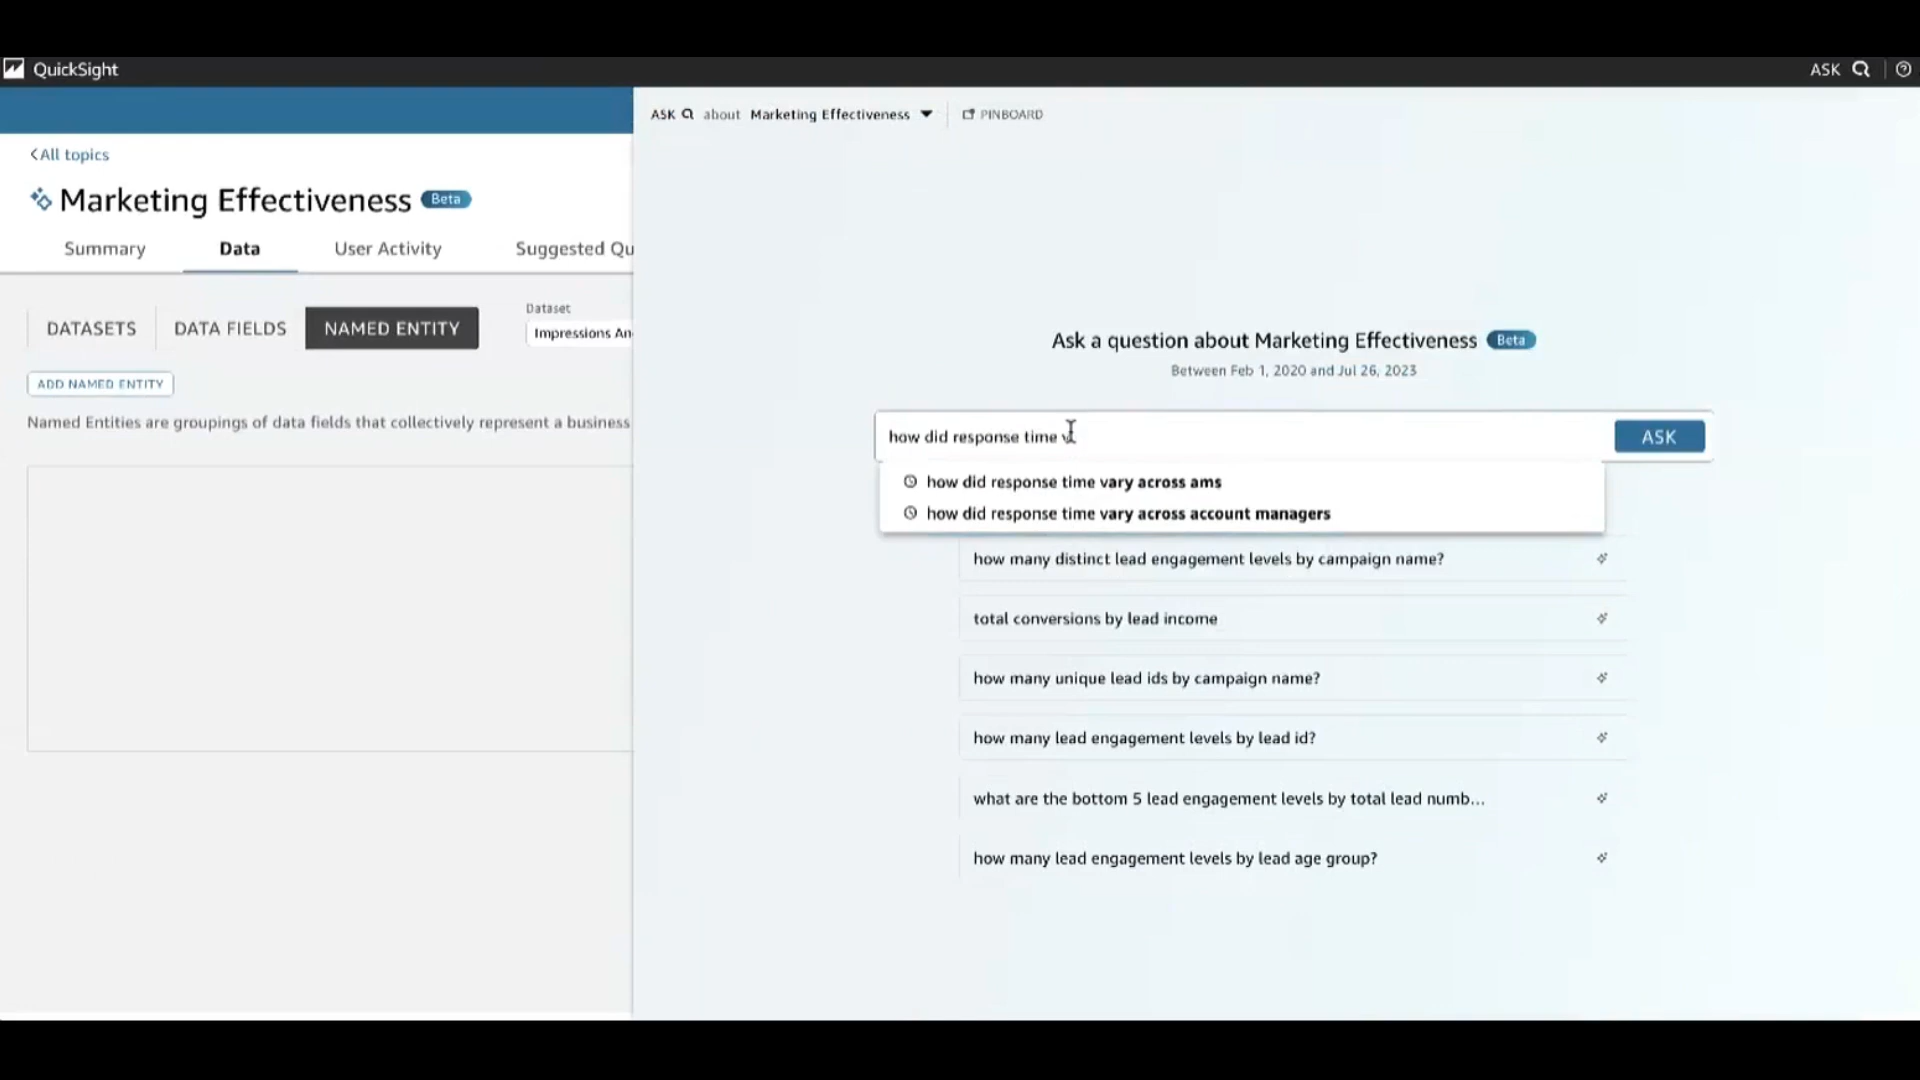 QuickSight
ASK
ASK about Marketing Effectiveness
PINBOARD
All topics
Marketing Effectiveness Beta
Summary
Data
User Activity
Suggested Qu
DATASETS
DATA FIELDS
NAMED ENTITY
Dataset
Impressions An
ADD NAMED ENTITY
Named Entities are groupings of data fields that collectively represent a business
Ask a question about Marketing Effectiveness Beta
Between Feb 1, 2020 and Jul 26, 2023
how did response time v
ASK
how did response time vary across ams
how did response time vary across account managers
how many distinct lead engagement levels by campaign name?
total conversions by lead income
how many unique lead ids by campaign name?
how many lead engagement levels by lead id?
what are the bottom 5 lead engagement levels by total lead numb...
how many lead engagement levels by lead age group?